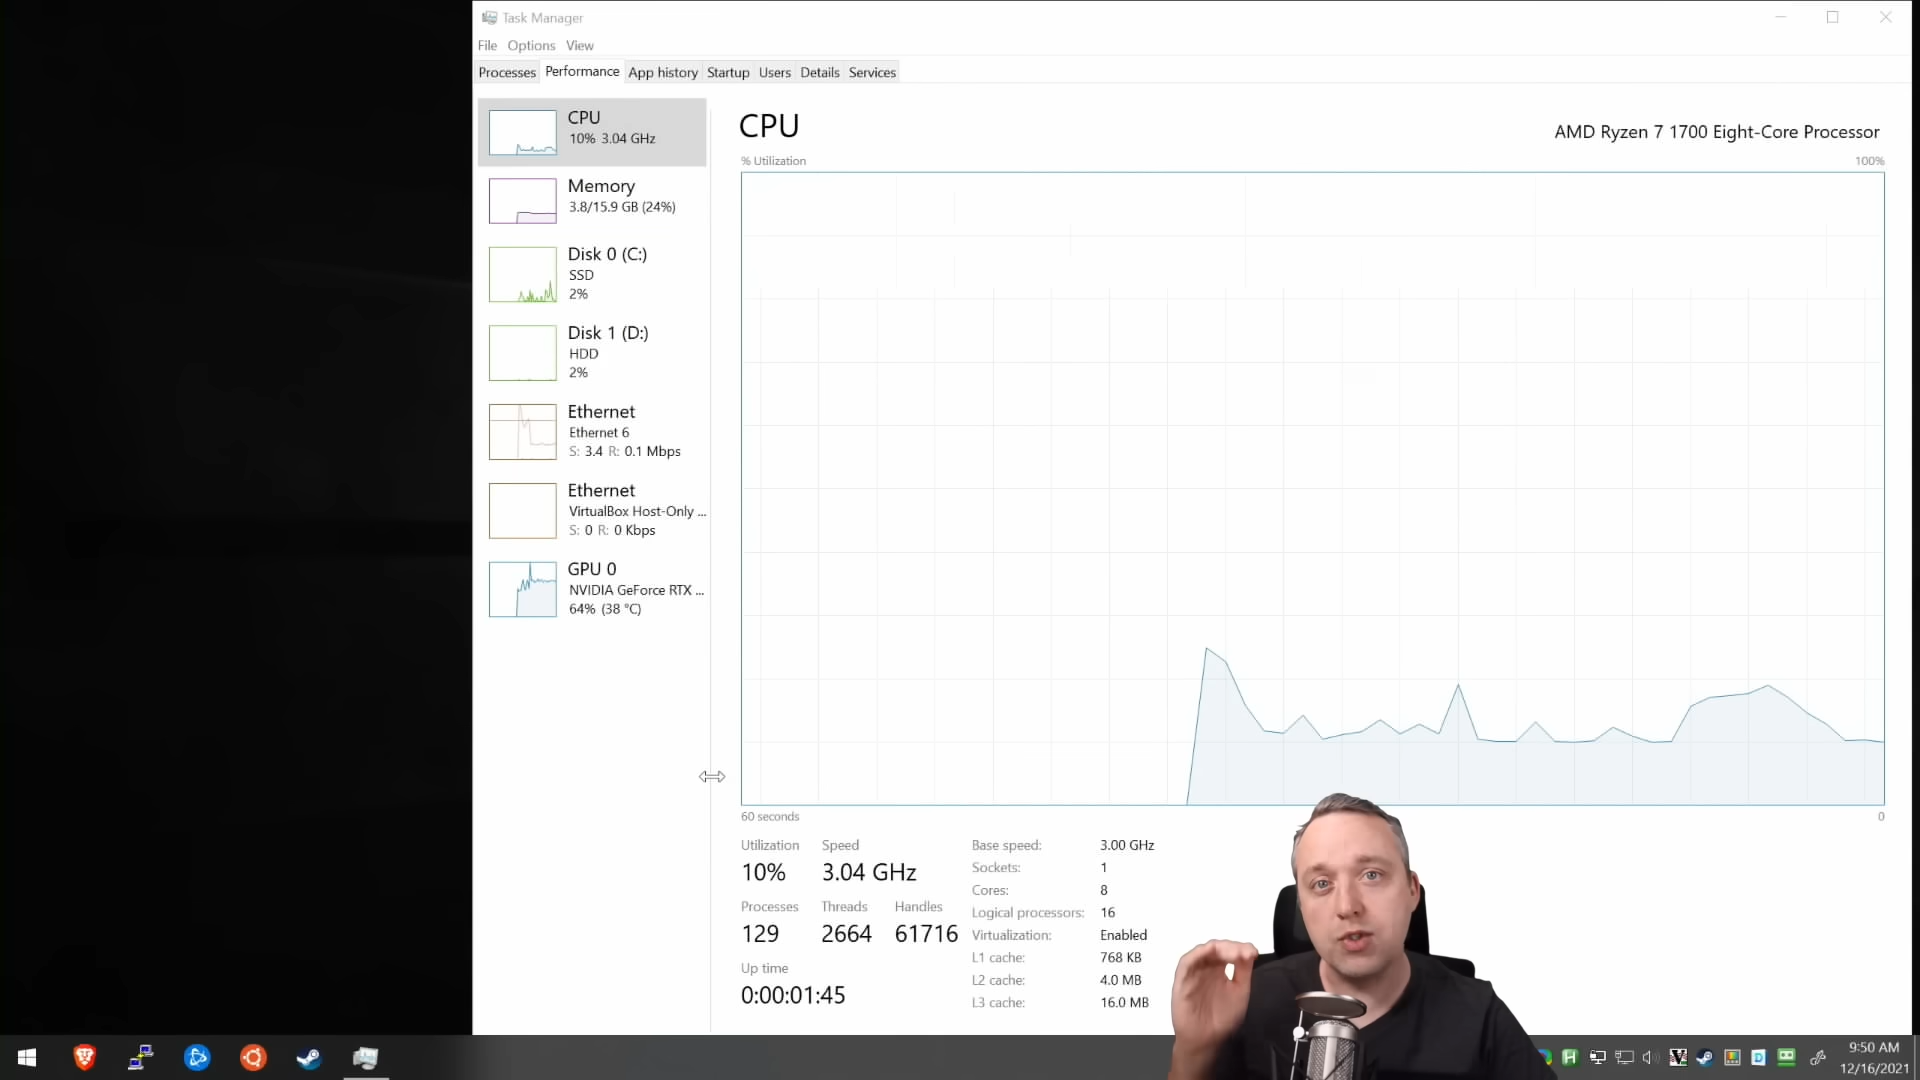 Task Manager
File Options View
Processes Performance App history Startup Users Details Services
CPU
10% 3.04 GHz
Memory
3.8/15.9 GB (24%)
Disk 0 (C:)
SSD
2%
Disk 1 (D:)
HDD
2%
Ethernet
Ethernet 6
S: 3.4 R: 0.1 Mbps
Ethernet
VirtualBox Host-Only ...
S: 0 R: 0 Kbps
GPU 0
NVIDIA GeForce RTX ...
64% (38 °C)
CPU
AMD Ryzen 7 1700 Eight-Core Processor
% Utilization
100%
60 seconds
0
Utilization Speed
10% 3.04 GHz
Processes Threads Handles
129 2664 61716
Up time
0:00:01:45
Base speed: 3.00 GHz
Sockets: 1
Cores: 8
Logical processors: 16
Virtualization: Enabled
L1 cache: 768 KB
L2 cache: 4.0 MB
L3 cache: 16.0 MB
9:50 AM
12/16/2021